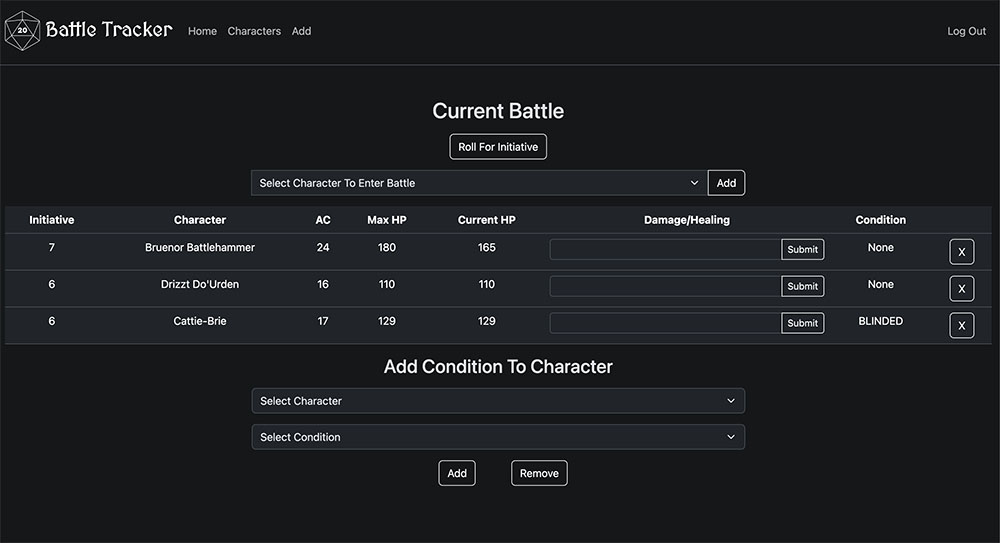 20 Battle Tracker Home Characters Add Log Out
Current Battle
Roll For Initiative
Select Character To Enter Battle Add
Initiative Character AC Max HP Current HP Damage/Healing Condition
7 Bruenor Battlehammer 24 180 165 Submit None X
6 Drizzt Do'Urden 16 110 110 Submit None X
6 Cattie-Brie 17 129 129 Submit BLINDED X
Add Condition To Character
Select Character
Select Condition
Add Remove